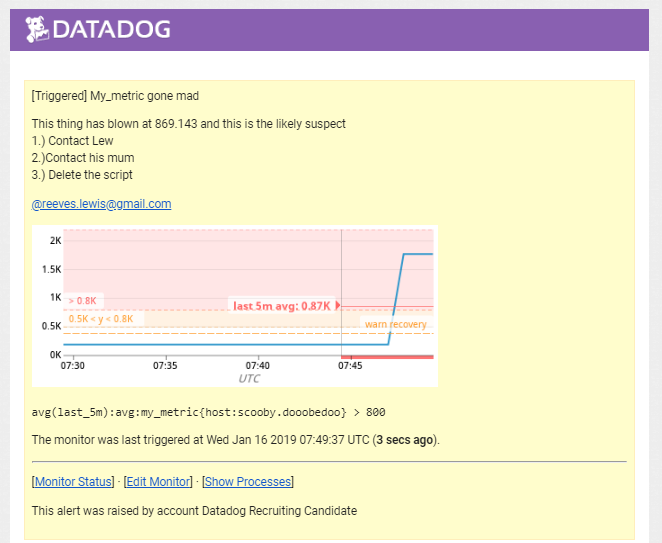 DATADOG
[Triggered] My_metric gone mad
This thing has blown at 869.143 and this is the likely suspect
1.) Contact Lew
2.)Contact his mum
3.) Delete the script
@reeves.lewis@gmail.com
2K
1.5K
1K
> 0.8K
last 5m avg: 0.87K
0.5K < y < 0.8K
warn recovery
0.5K
0K
07:30 07:35 07:40 07:45
UTC
avg(last_5m):avg:my_metric{host:scooby.dooobedoo} > 800
The monitor was last triggered at Wed Jan 16 2019 07:49:37 UTC (3 secs ago).
[Monitor Status] · [Edit Monitor] · [Show Processes]
This alert was raised by account Datadog Recruiting Candidate